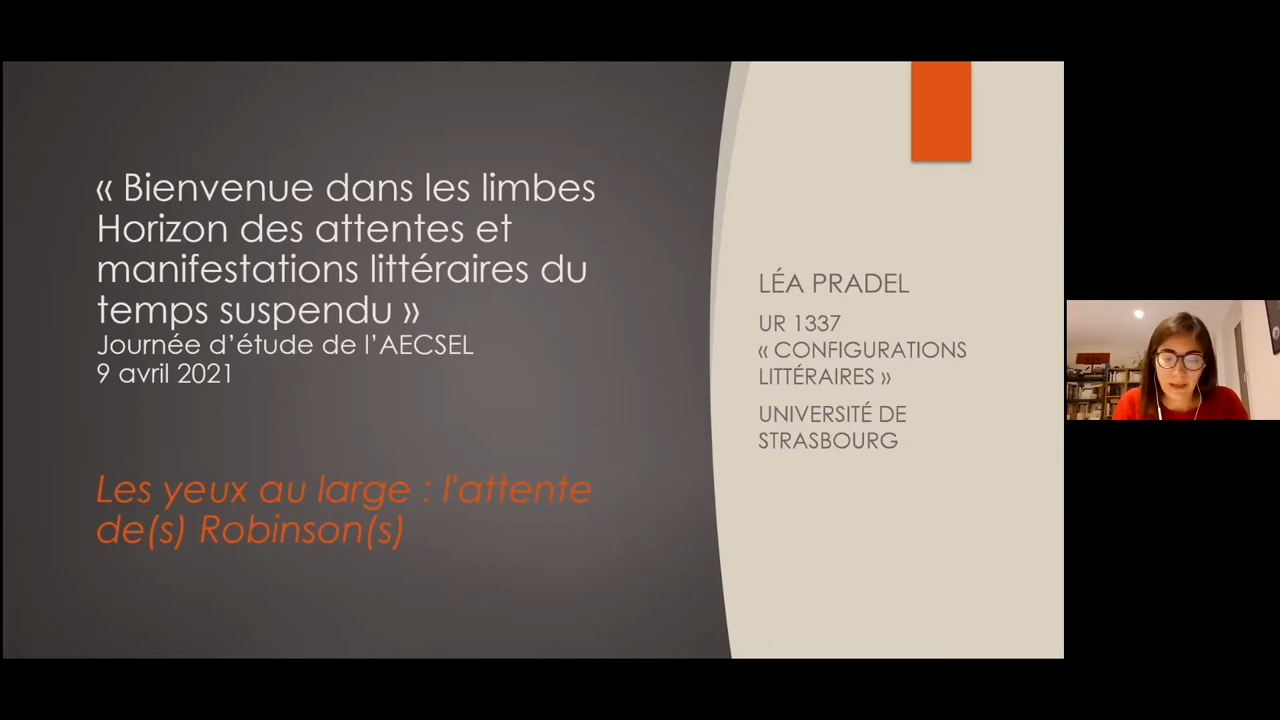 « Bienvenue dans les limbes
Horizon des attentes et
manifestations littéraires du
temps suspendu »
Journée d’étude de l’AECSEL
9 avril 2021
Les yeux au large : l'attente
de(s) Robinson(s)
LÉA PRADEL
UR 1337
« CONFIGURATIONS
LITTÉRAIRES »
UNIVERSITÉ DE
STRASBOURG